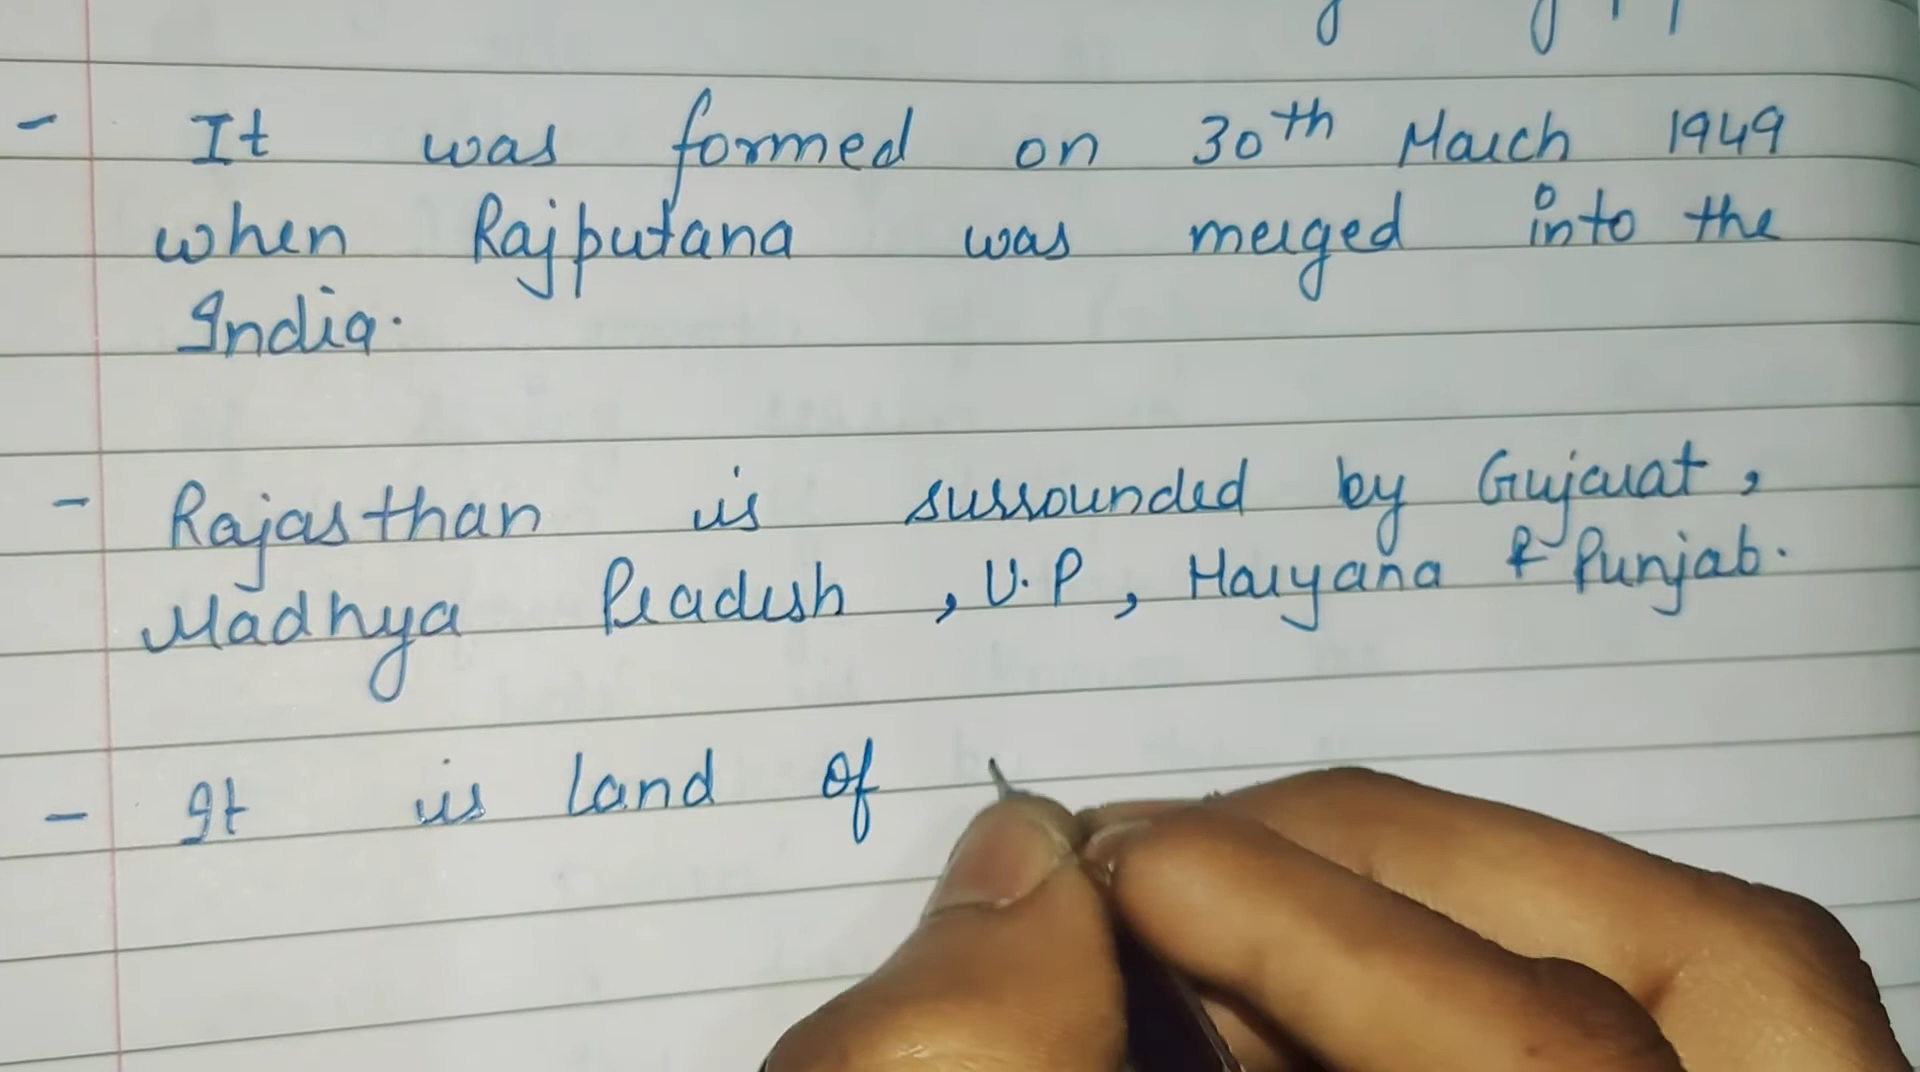 - It was formed on 30th March 1949
when Rajputana was merged into the
India.
- Rajasthan is surrounded by Gujarat,
Madhya Pradesh, U.P, Haryana & Punjab.
- It is land of